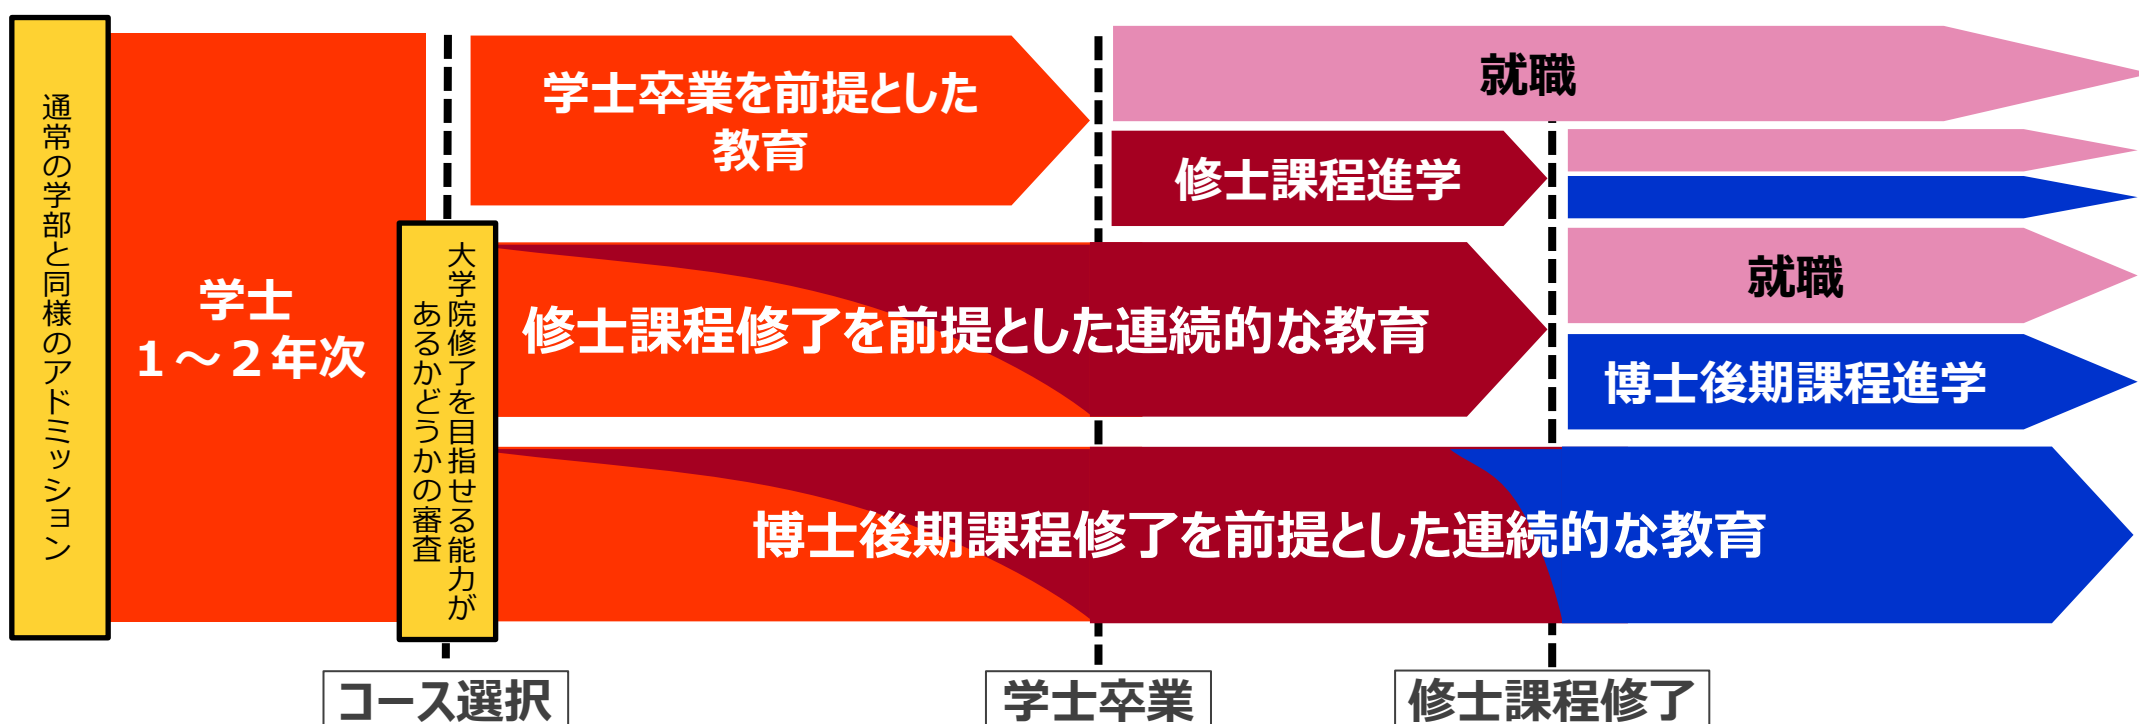 通常の学部と同様のアドミッション
学士
１～２年次
大学院修了を目指せる能力が
あるかどうかの審査
学士卒業を前提とした
教育
就職
修士課程進学
修士課程修了を前提とした連続的な教育
就職
博士後期課程進学
博士後期課程修了を前提とした連続的な教育
コース選択
学士卒業
修士課程修了